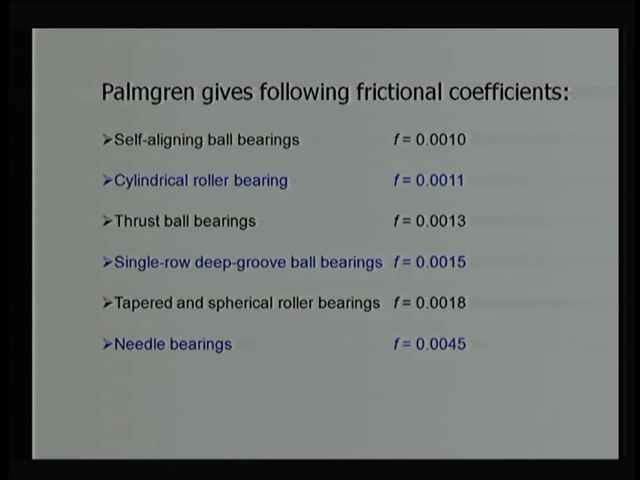 Palmgren gives following frictional coefficients:
➢Self-aligning ball bearings f = 0.0010
➢Cylindrical roller bearing f = 0.0011
➢Thrust ball bearings f = 0.0013
➢Single-row deep-groove ball bearings f = 0.0015
➢Tapered and spherical roller bearings f = 0.0018
➢Needle bearings f = 0.0045